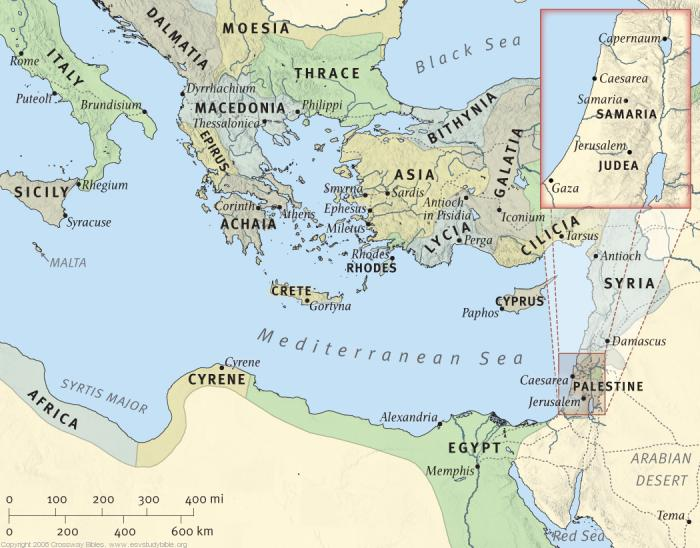 MOESIA
Black Sea
DALMATIA
ITALY
Rome
THRACE
Puteoli
Brundisium
Dyrrhachium
MACEDONIA
Philippi
Thessalonica
BITHYNIA
EPIRUS
GALATIA
ASIA
SICILY
Rhegium
Smyrna
Sardis
Antioch
in Pisidia
Corinth
Athens
Ephesus
Iconium
Syracuse
ACHAIA
Miletus
LYCIA
Perga
CILICIA
Tarsus
MALTA
Rhodes
RHODES
Antioch
SYRIA
CRETE
Gortyna
CYPRUS
Paphos
Mediterranean Sea
Damascus
Cyrene
CYRENE
Caesarea
PALESTINE
Jerusalem
SYRTIS MAJOR
AFRICA
Alexandria
EGYPT
Memphis
ARABIAN
DESERT
Tema
Red Sea
Capernaum
Caesarea
Samaria
SAMARIA
Jerusalem
JUDEA
Gaza
0 100 200 300 400 mi
0 200 400 600 km
Copyright 2006 Crossway Bibles. www.esvstudybible.org